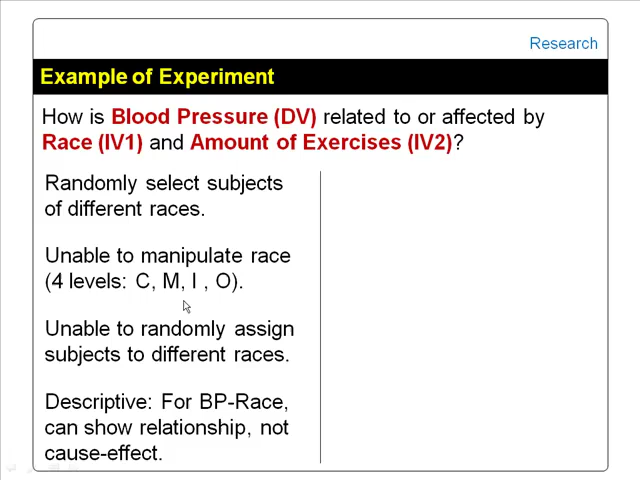 Research
Example of Experiment
How is Blood Pressure (DV) related to or affected by
Race (IV1) and Amount of Exercises (IV2)?
Randomly select subjects
of different races.
Unable to manipulate race
(4 levels: C, M, I , O).
Unable to randomly assign
subjects to different races.
Descriptive: For BP-Race,
can show relationship, not
cause-effect.